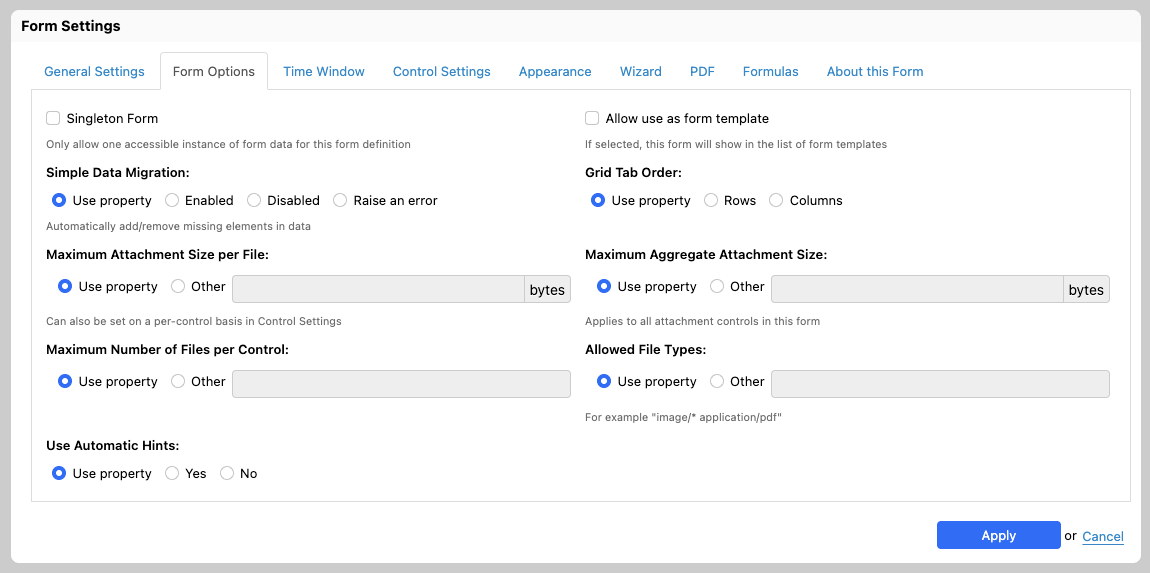 Form Settings
General Settings Form Options Time Window Control Settings Appearance Wizard PDF Formulas About this Form
Singleton Form Allow use as form template
Only allow one accessible instance of form data for this form definition If selected, this form will show in the list of form templates
Simple Data Migration: Grid Tab Order:
Use property Enabled Disabled Raise an error Use property Rows Columns
Automatically add/remove missing elements in data
Maximum Attachment Size per File: Maximum Aggregate Attachment Size:
Use property Other bytes Use property Other bytes
Can also be set on a per-control basis in Control Settings Applies to all attachment controls in this form
Maximum Number of Files per Control: Allowed File Types:
Use property Other Use property Other
For example "image/* application/pdf"
Use Automatic Hints:
Use property Yes No
Apply or Cancel